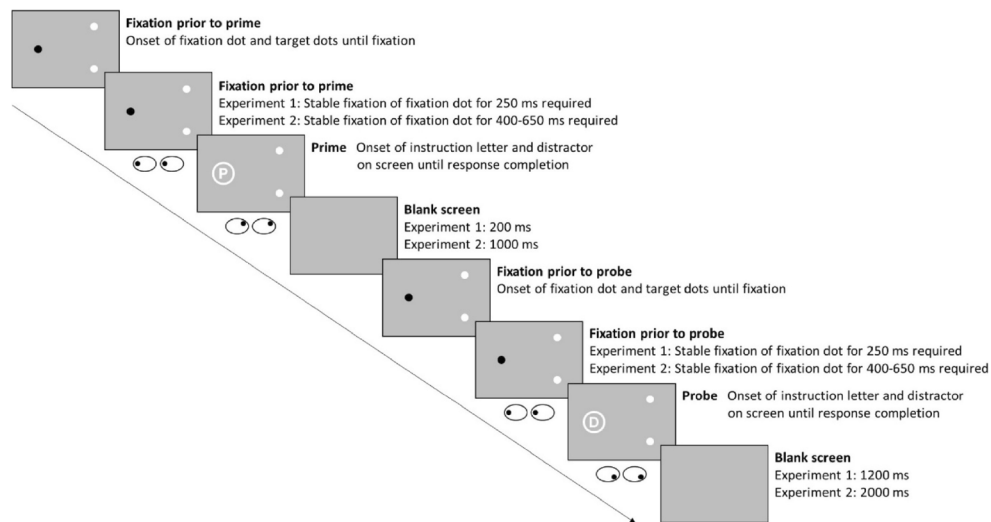 Fixation prior to prime
Onset of fixation dot and target dots until fixation
Fixation prior to prime
Experiment 1: Stable fixation of fixation dot for 250 ms required
Experiment 2: Stable fixation of fixation dot for 400-650 ms required
P
Prime Onset of instruction letter and distractor
on screen until response completion
Blank screen
Experiment 1: 200 ms
Experiment 2: 1000 ms
Fixation prior to probe
Onset of fixation dot and target dots until fixation
Fixation prior to probe
Experiment 1: Stable fixation of fixation dot for 250 ms required
Experiment 2: Stable fixation of fixation dot for 400-650 ms required
D
Probe Onset of instruction letter and distractor
on screen until response completion
Blank screen
Experiment 1: 1200 ms
Experiment 2: 2000 ms